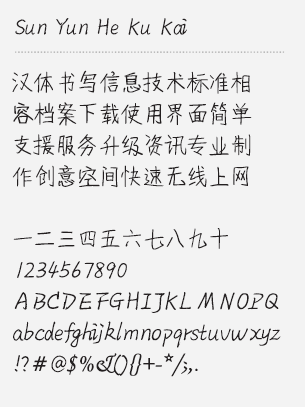 Sun Yun He Ku Kai
汉体书写信息技术标准相
容档案下载使用界面简单
支援服务升级资讯专业制
作创意空间快速无线上网
一二三四五六七八九十
1234567890
ABCDEFGHIJKLMNOPQ
abcdefghijklmnopqrstuvwxyz
!?#@$%&I(){}+-*/;,.